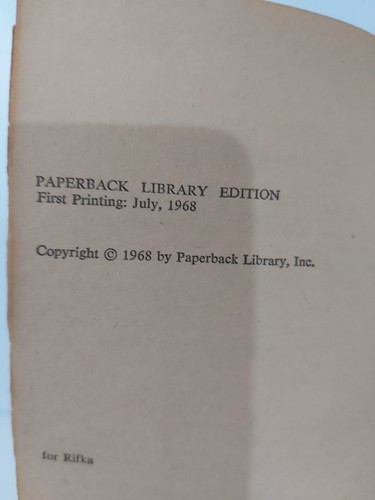 PAPERBACK LIBRARY EDITION
First Printing: July, 1968
Copyright © 1968 by Paperback Library, Inc.
for Rifka